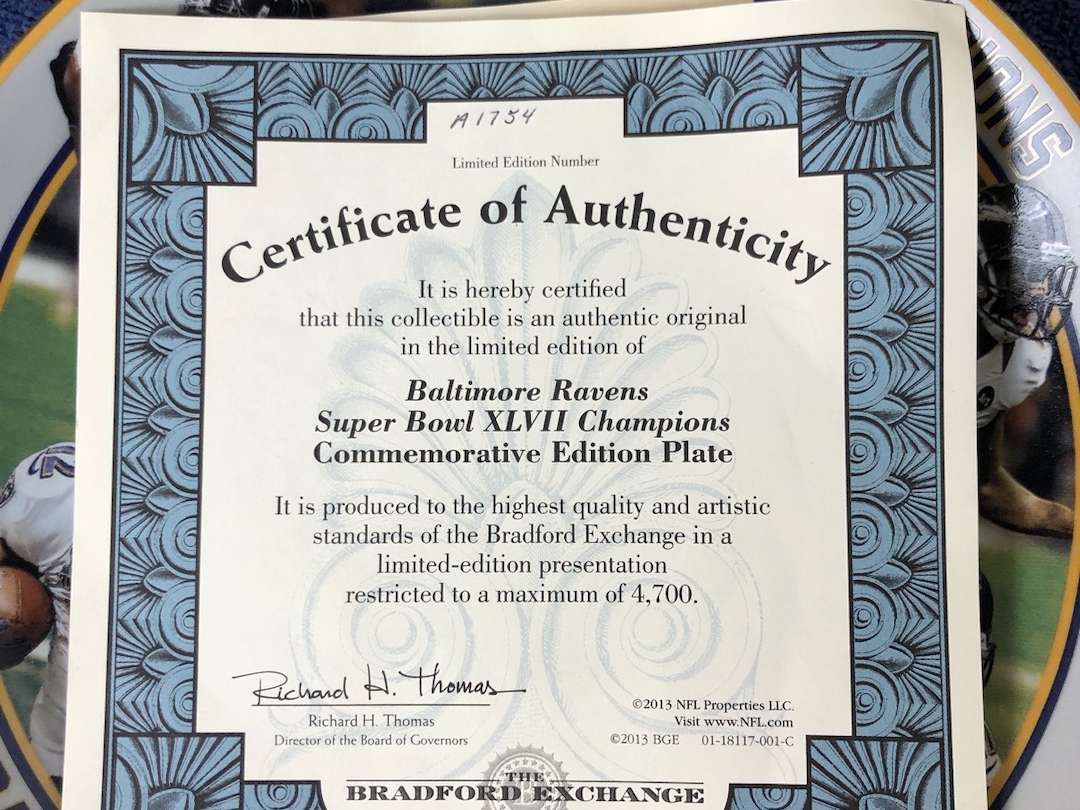 A1754
Limited Edition Number
Certificate of Authenticity
It is hereby certified
that this collectible is an authentic original
in the limited edition of
Baltimore Ravens
Super Bowl XLVII Champions
Commemorative Edition Plate
It is produced to the highest quality and artistic
standards of the Bradford Exchange in a
limited-edition presentation
restricted to a maximum of 4,700.
Richard H. Thomas
Richard H. Thomas
Director of the Board of Governors
©2013 NFL Properties LLC.
Visit www.NFL.com
©2013 BGE 01-18117-001-C
THE
BRADFORD EXCHANGE
IONS